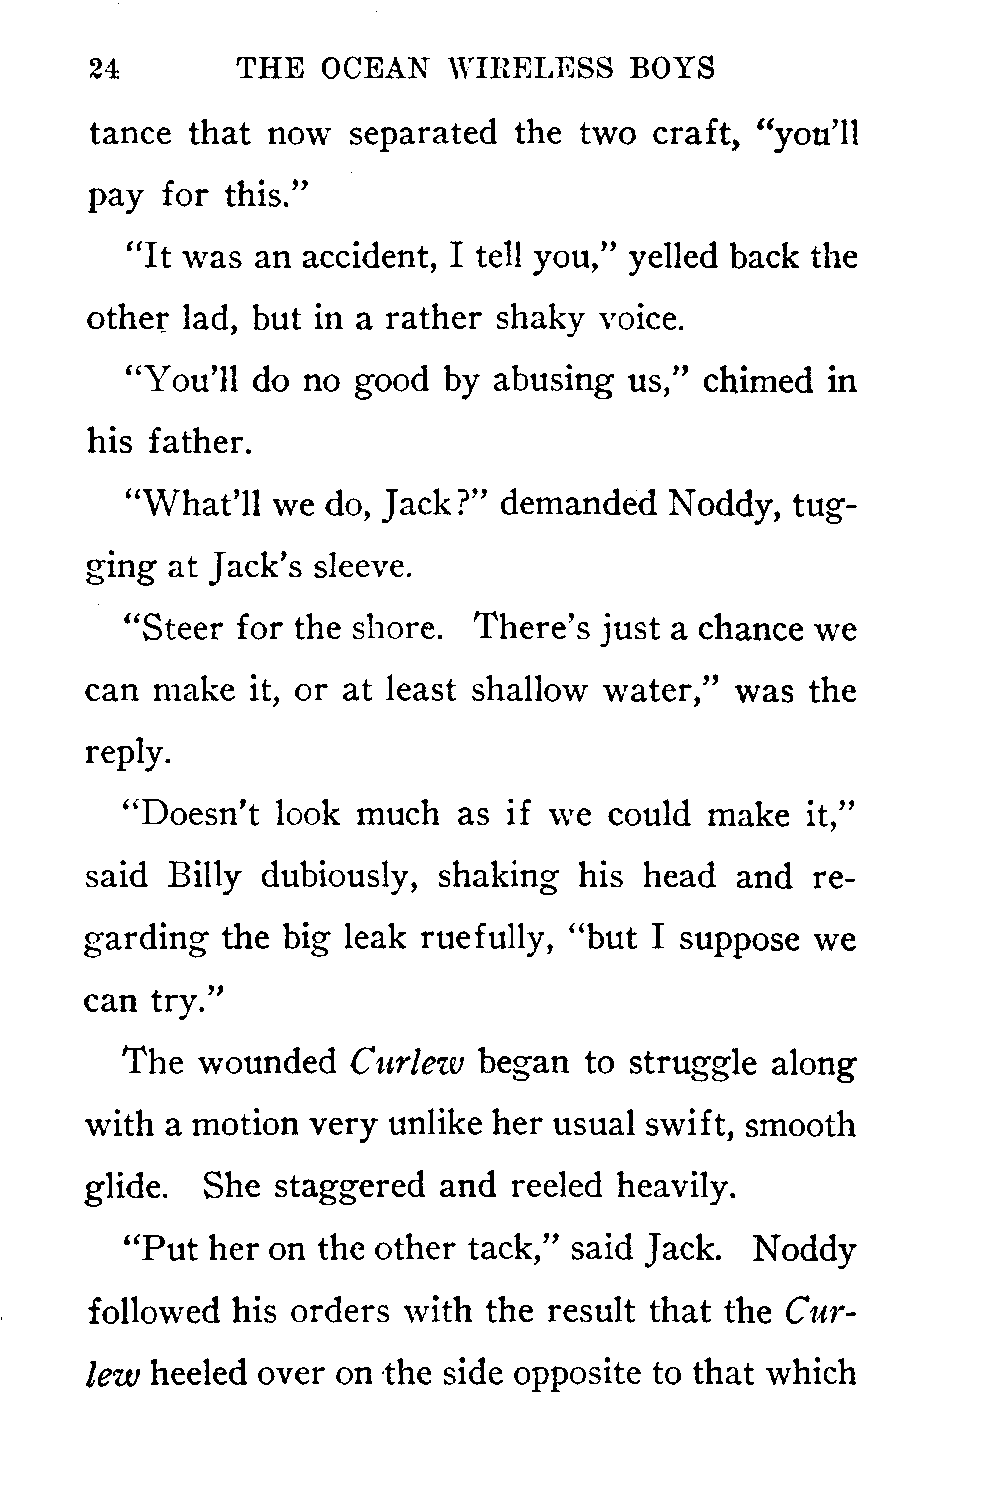 24 THE OCEAN WIRELESS BOYS
tance that now separated the two craft, “you’ll
pay for this.”
“It was an accident, I tell you,” yelled back the
other lad, but in a rather shaky voice.
“You’ll do no good by abusing us,” chimed in
his father.
“What’ll we do, Jack?” demanded Noddy, tug-
ging at Jack’s sleeve.
“Steer for the shore. There’s just a chance we
can make it, or at least shallow water,” was the
reply.
“Doesn’t look much as if we could make it,”
said Billy dubiously, shaking his head and re-
garding the big leak ruefully, “but I suppose we
can try.”
The wounded Curlew began to struggle along
with a motion very unlike her usual swift, smooth
glide. She staggered and reeled heavily.
“Put her on the other tack,” said Jack. Noddy
followed his orders with the result that the Cur-
lew heeled over on the side opposite to that which